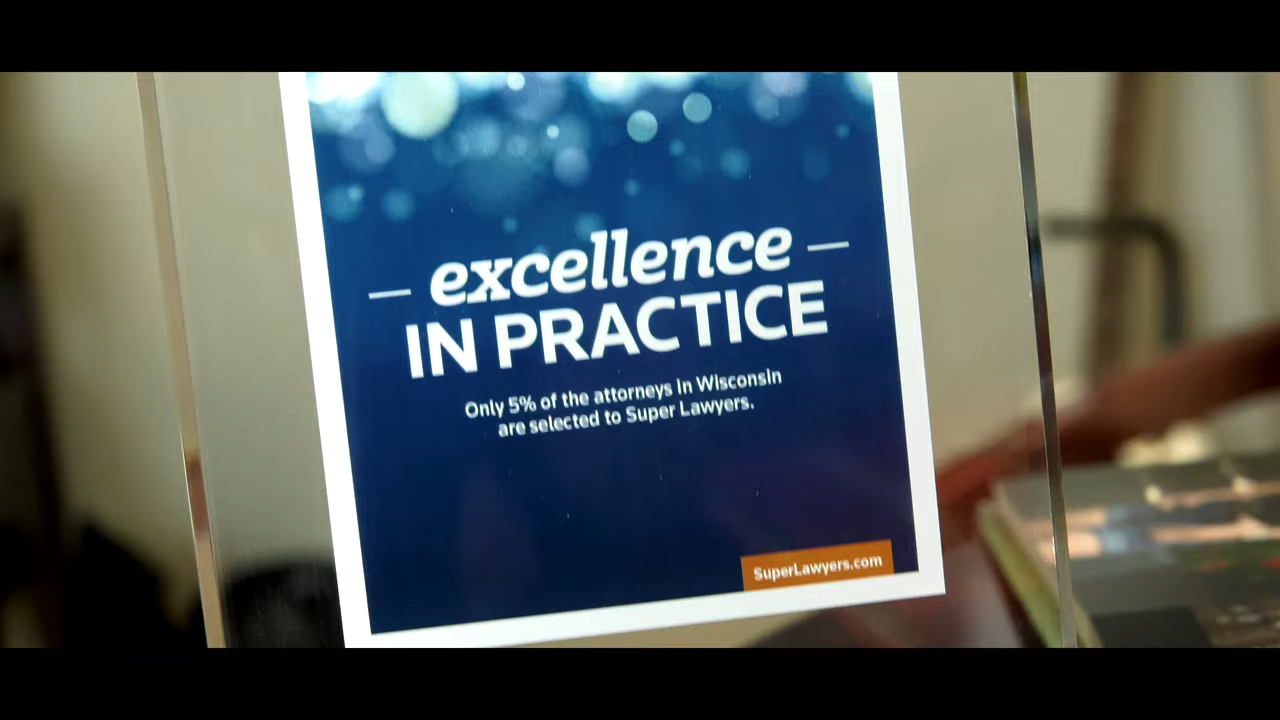 — excellence —
IN PRACTICE
Only 5% of the attorneys in Wisconsin
are selected to Super Lawyers.
SuperLawyers.com